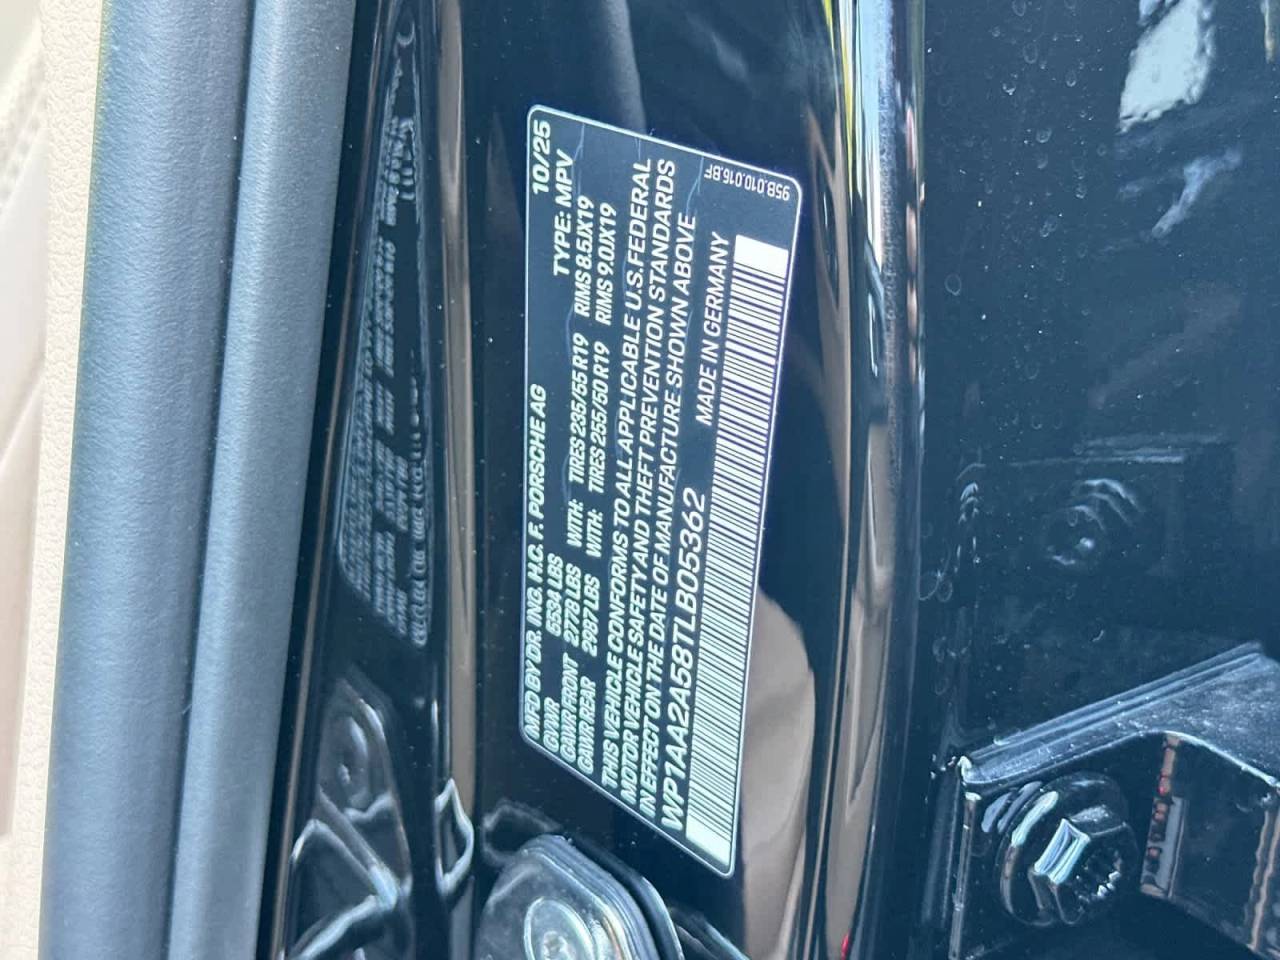 MFD BY DR. ING. H.C. F. PORSCHE AG 10/25
GVWR 5534 LBS TYPE: MPV
GAWR FRONT 2778 LBS WITH: TIRES 235/55 R19 RIMS 8.5JX19
GAWR REAR 2987 LBS WITH: TIRES 255/50 R19 RIMS 9.0JX19
THIS VEHICLE CONFORMS TO ALL APPLICABLE U.S. FEDERAL
MOTOR VEHICLE SAFETY AND THEFT PREVENTION STANDARDS
IN EFFECT ON THE DATE OF MANUFACTURE SHOWN ABOVE
WP1AA2A58TLB05362 MADE IN GERMANY
95B.010.016.BF